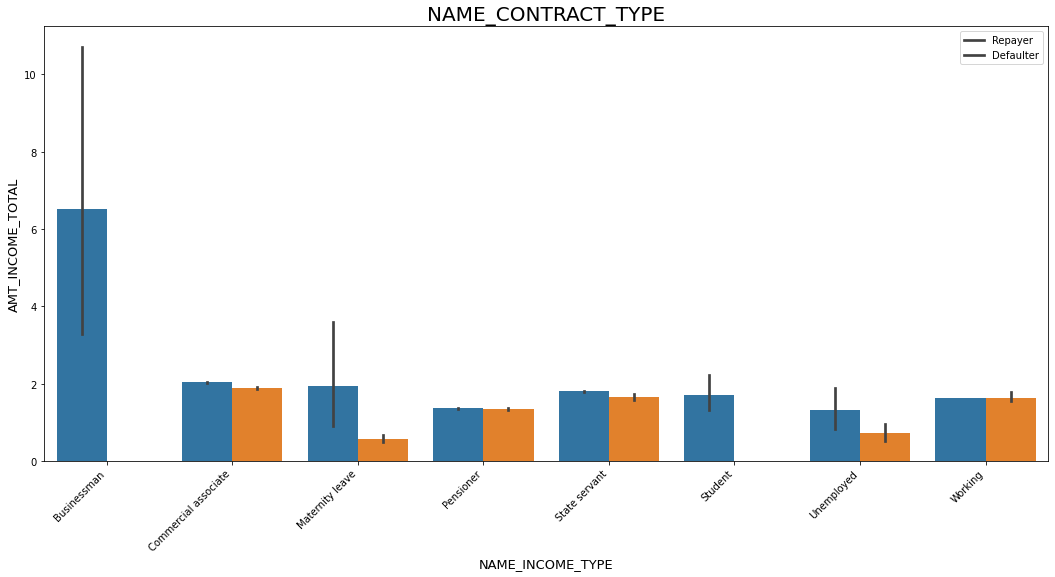 NAME_CONTRACT_TYPE
Repayer
Defaulter
AMT_INCOME_TOTAL
10
8
6
4
2
0
Businessman
Commercial associate
Maternity leave
Pensioner
State servant
Student
Unemployed
Working
NAME_INCOME_TYPE